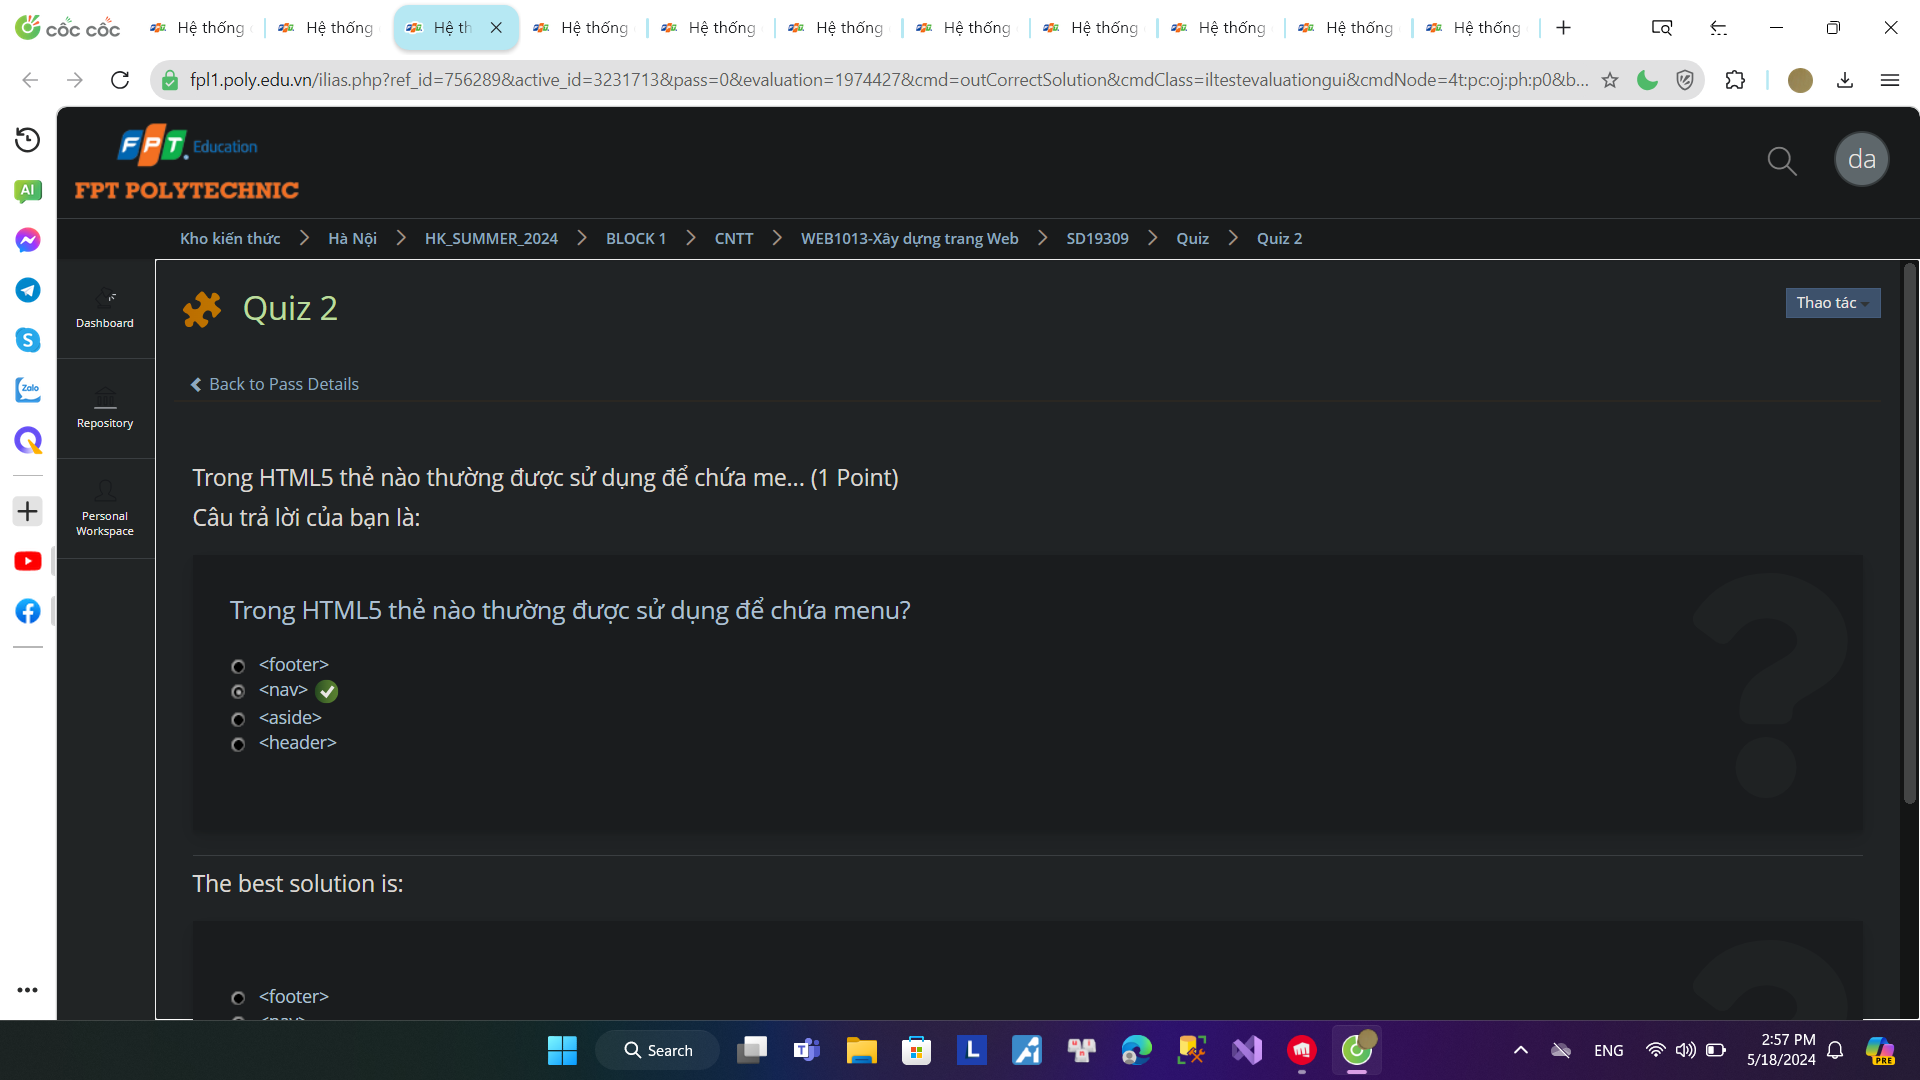 cốc cốc
Hệ thống
Hệ thống
Hệ th
Hệ thống
Hệ thống
Hệ thống
Hệ thống
Hệ thống
Hệ thống
Hệ thống
Hệ thống
fpl1.poly.edu.vn/ilias.php?ref_id=756289&active_id=3231713&pass=0&evaluation=1974427&cmd=outCorrectSolution&cmdClass=iltestevaluationgui&cmdNode=4t:pc:oj:ph:p0&b...
AI
FPT Education
FPT POLYTECHNIC
da
Kho kiến thức
Hà Nội
HK_SUMMER_2024
BLOCK 1
CNTT
WEB1013-Xây dựng trang Web
SD19309
Quiz
Quiz 2
Dashboard
Repository
Personal
Workspace
Zalo
Quiz 2
Thao tác
Back to Pass Details
Trong HTML5 thẻ nào thường được sử dụng để chứa me... (1 Point)
Câu trả lời của bạn là:
Trong HTML5 thẻ nào thường được sử dụng để chứa menu?
<footer>
<nav>
<aside>
<header>
The best solution is:
<footer>
<nav>
Search
ENG
2:57 PM
5/18/2024
PRE